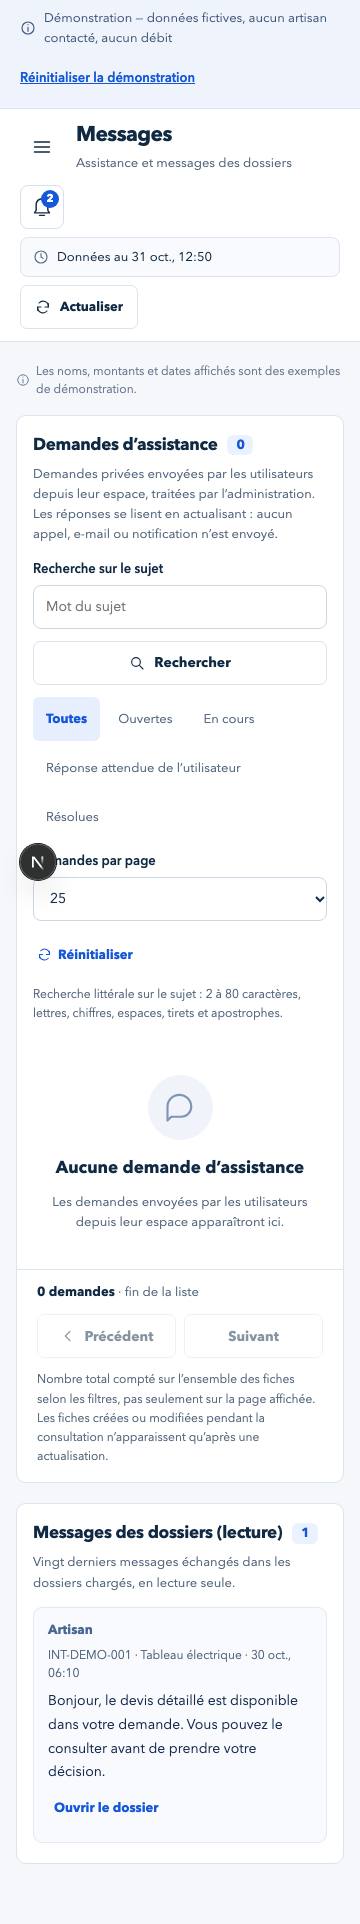 Démonstration — données fictives, aucun artisan
contacté, aucun débit
Réinitialiser la démonstration
Messages
Assistance et messages des dossiers
2
Données au 31 oct., 12:50
Actualiser
Les noms, montants et dates affichés sont des exemples
de démonstration.
Demandes d’assistance 0
Demandes privées envoyées par les utilisateurs
depuis leur espace, traitées par l’administration.
Les réponses se lisent en actualisant : aucun
appel, e-mail ou notification n’est envoyé.
Recherche sur le sujet
Mot du sujet
Rechercher
Toutes Ouvertes En cours
Réponse attendue de l’utilisateur
Résolues
N
mandes par page
25
Réinitialiser
Recherche littérale sur le sujet : 2 à 80 caractères,
lettres, chiffres, espaces, tirets et apostrophes.
Aucune demande d’assistance
Les demandes envoyées par les utilisateurs
depuis leur espace apparaîtront ici.
0 demandes · fin de la liste
Précédent Suivant
Nombre total compté sur l’ensemble des fiches
selon les filtres, pas seulement sur la page affichée.
Les fiches créées ou modifiées pendant la
consultation n’apparaissent qu’après une
actualisation.
Messages des dossiers (lecture) 1
Vingt derniers messages échangés dans les
dossiers chargés, en lecture seule.
Artisan
INT-DEMO-001 · Tableau électrique · 30 oct.,
06:10
Bonjour, le devis détaillé est disponible
dans votre demande. Vous pouvez le
consulter avant de prendre votre
décision.
Ouvrir le dossier